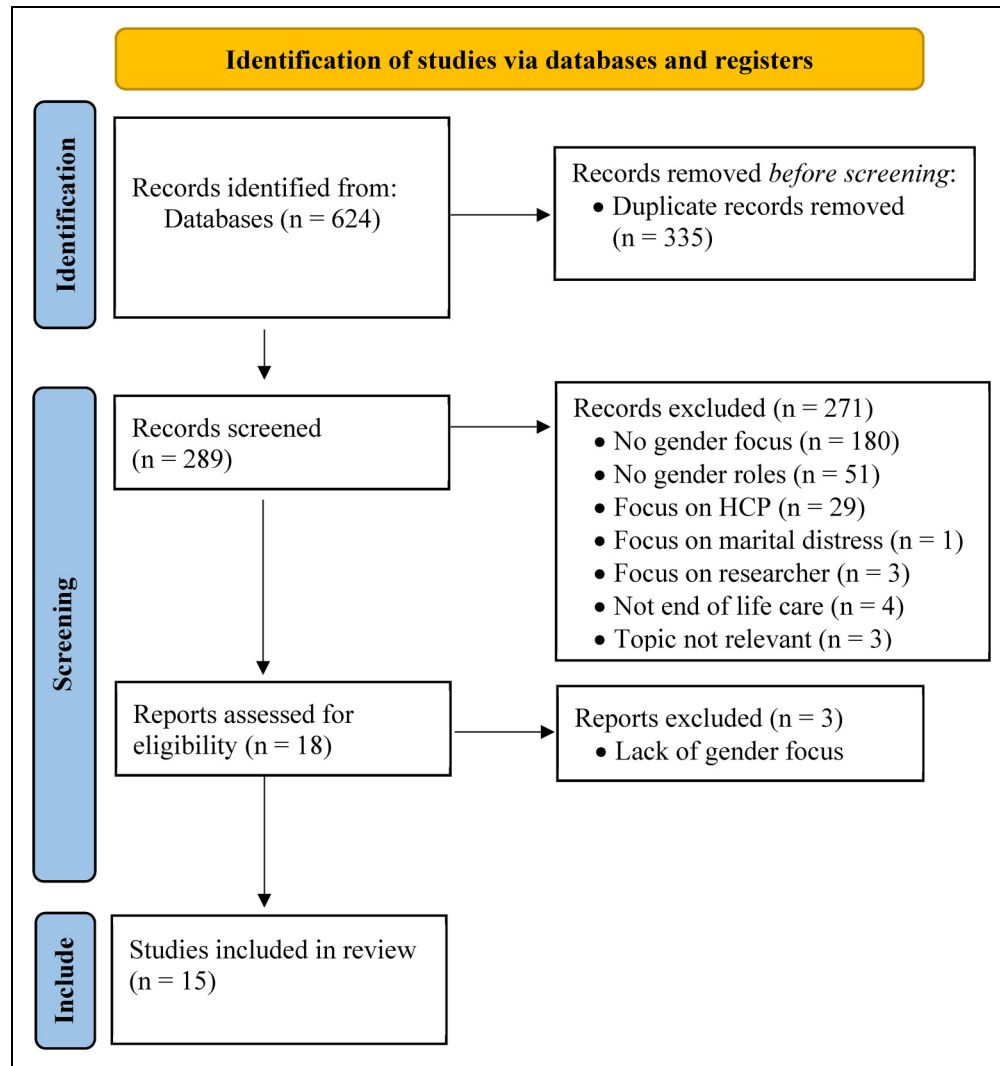 Identification of studies via databases and registers
Identification
Records identified from:
Databases (n = 624)
Records removed before screening:
• Duplicate records removed
(n = 335)
Screening
Records screened
(n = 289)
Records excluded (n = 271)
• No gender focus (n = 180)
• No gender roles (n = 51)
• Focus on HCP (n = 29)
• Focus on marital distress (n = 1)
• Focus on researcher (n = 3)
• Not end of life care (n = 4)
• Topic not relevant (n = 3)
Reports assessed for
eligibility (n = 18)
Reports excluded (n = 3)
• Lack of gender focus
Include
Studies included in review
(n = 15)